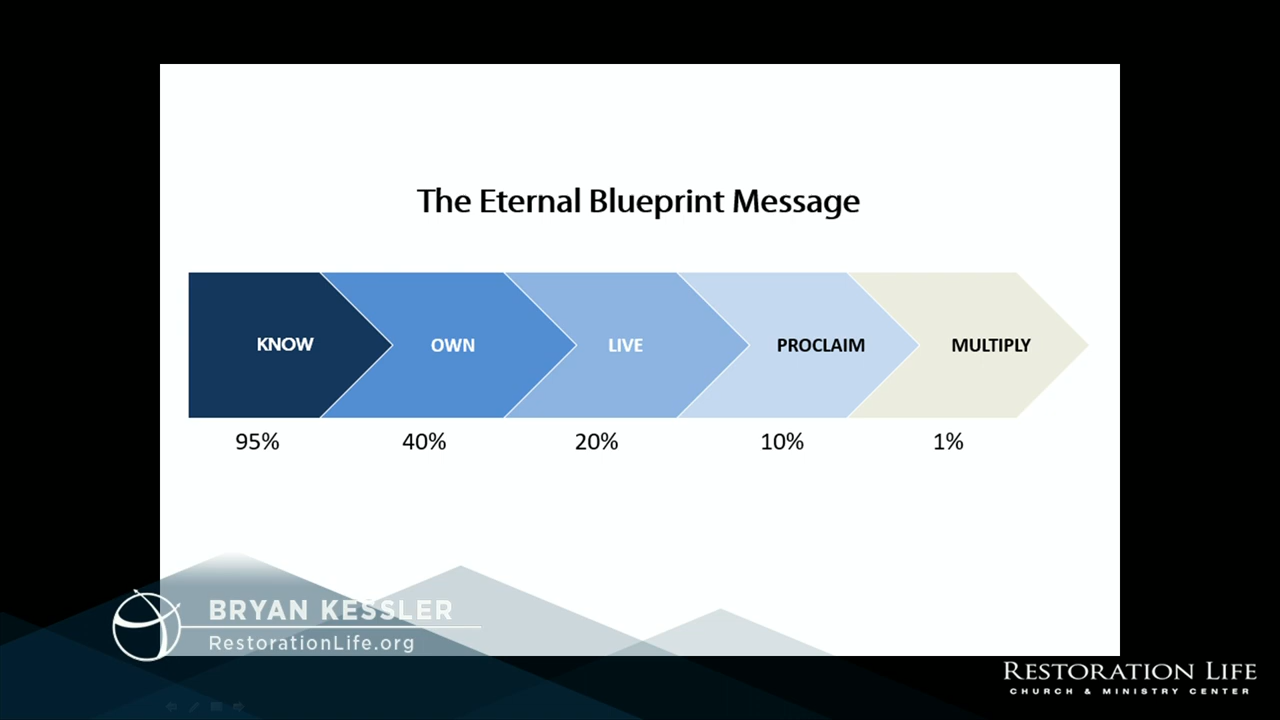 The Eternal Blueprint Message
KNOW OWN LIVE PROCLAIM MULTIPLY
95% 40% 20% 10% 1%
BRYAN KESSLER
RestorationLife.org
RESTORATION LIFE
CHURCH & MINISTRY CENTER